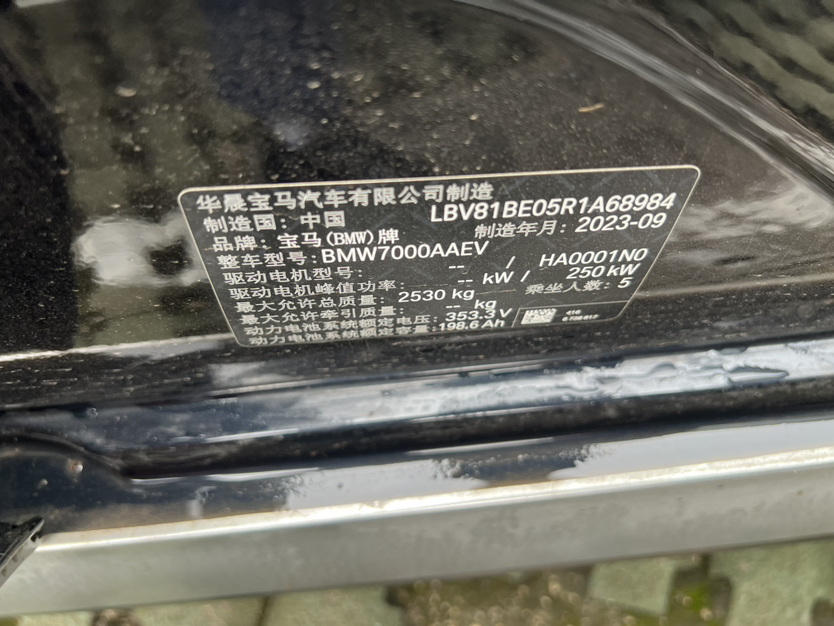 华晨宝马汽车有限公司制造
制造国：中国 LBV81BE05R1A68984
品牌：宝马(BMW)牌 制造年月：2023-09
整车型号：BMW7000AAEV
驱动电机型号： -- / HA0001N0
驱动电机峰值功率： -- kW / 250 kW
最大允许总质量：2530 kg 乘坐人数：5
最大允许牵引质量： -- kg
动力电池系统额定电压：353.3 V
动力电池系统额定容量：198.6 Ah
416